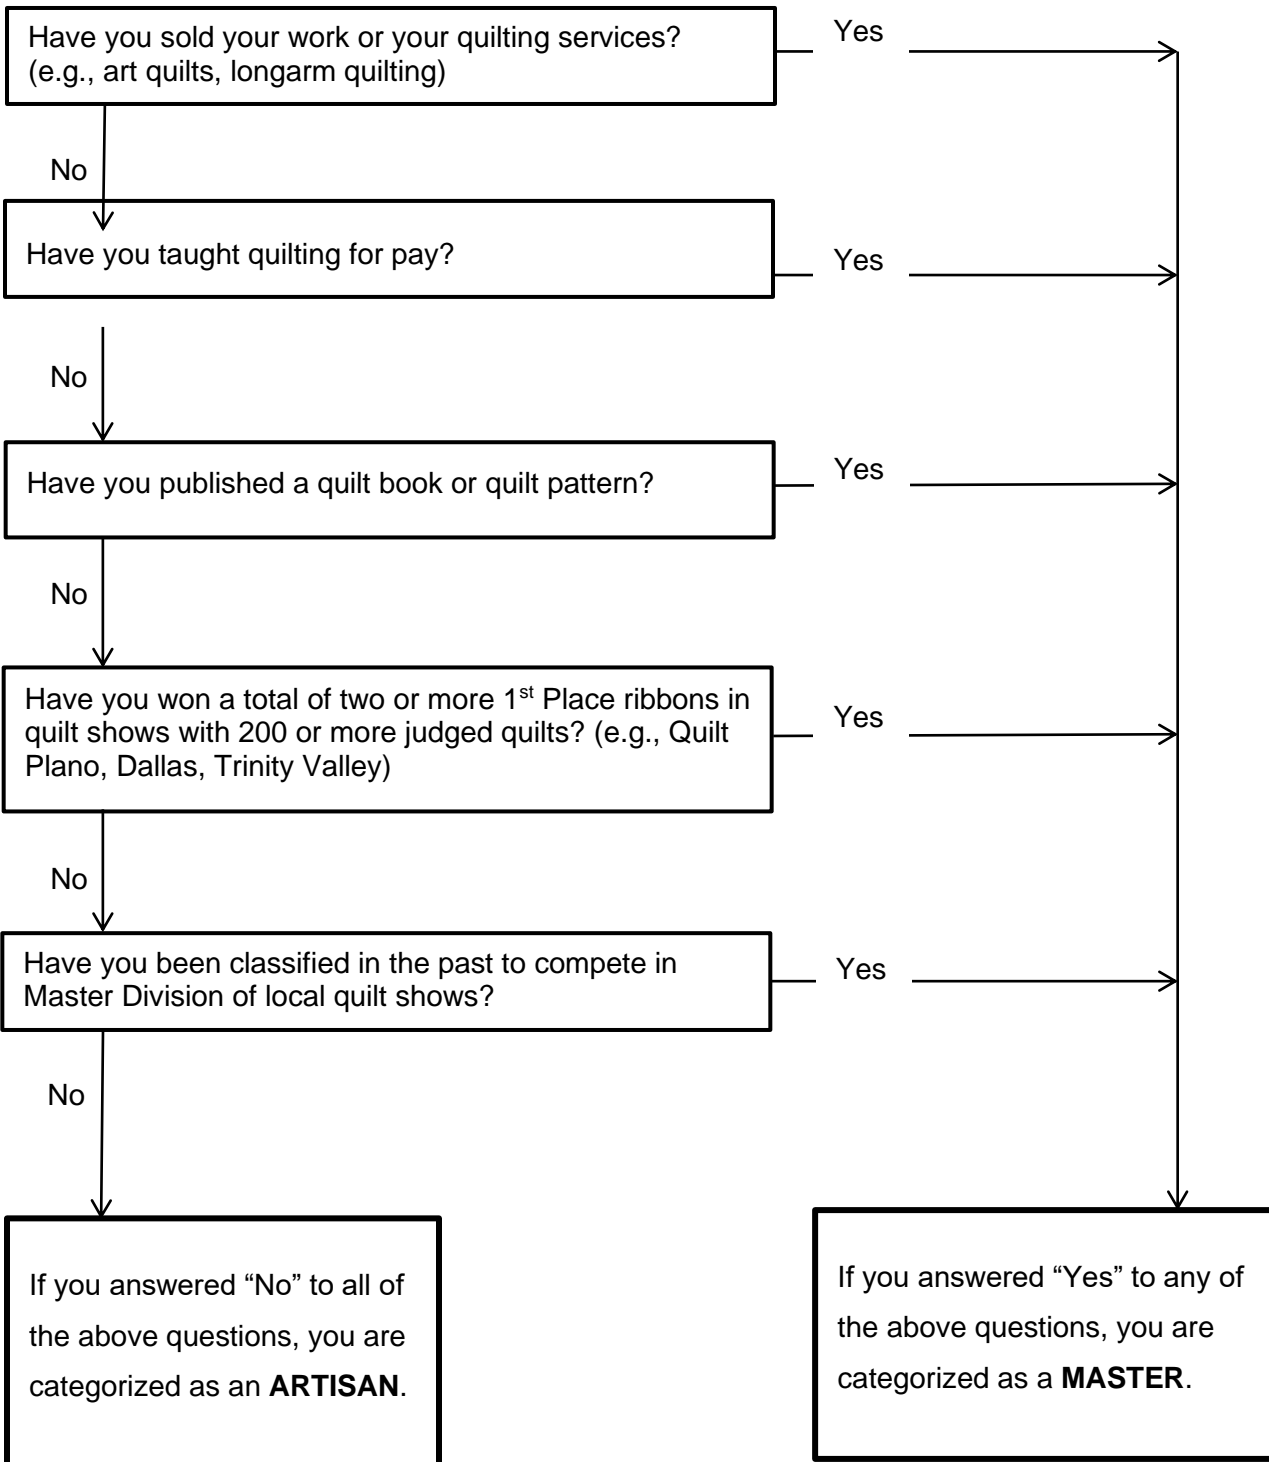 Have you sold your work or your quilting services?
(e.g., art quilts, longarm quilting)
Yes
No
Have you taught quilting for pay?
Yes
No
Have you published a quilt book or quilt pattern?
Yes
No
Have you won a total of two or more 1st Place ribbons in
quilt shows with 200 or more judged quilts? (e.g., Quilt
Plano, Dallas, Trinity Valley)
Yes
No
Have you been classified in the past to compete in
Master Division of local quilt shows?
Yes
No
If you answered “No” to all of
the above questions, you are
categorized as an ARTISAN.
If you answered “Yes” to any of
the above questions, you are
categorized as a MASTER.